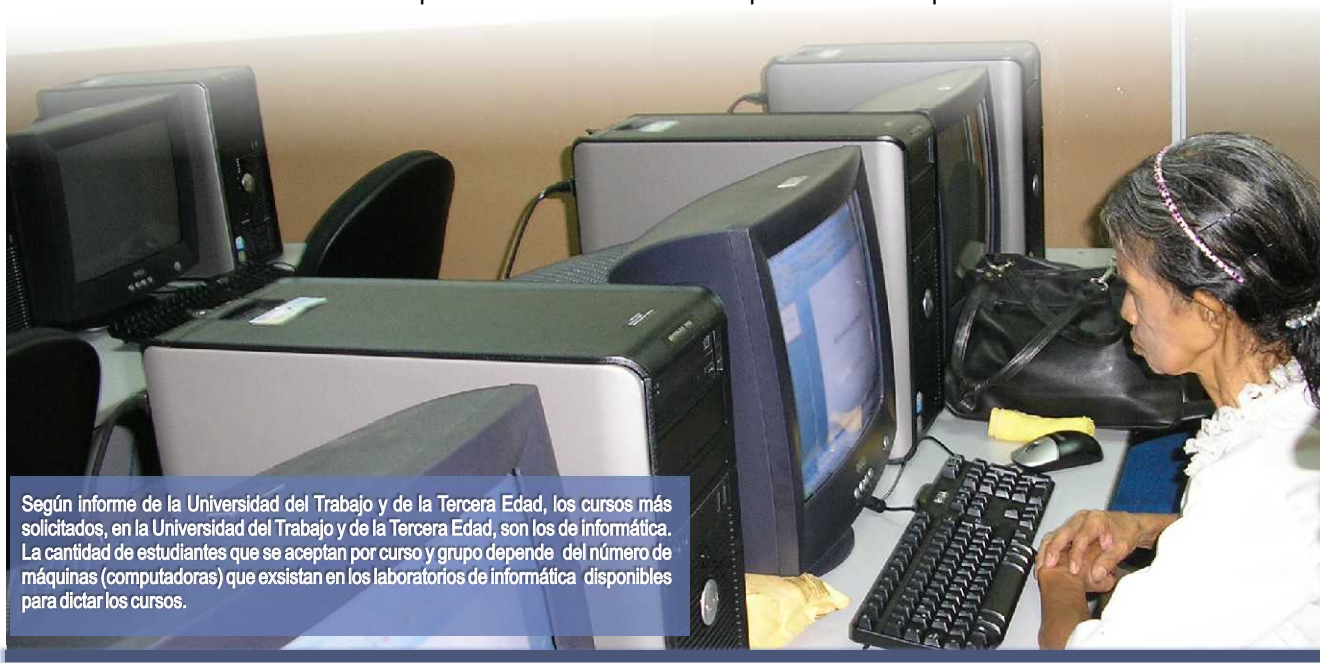 Según informe de la Universidad del Trabajo y de la Tercera Edad, los cursos más
solicitados, en la Universidad del Trabajo y de la Tercera Edad, son los de informática.
La cantidad de estudiantes que se aceptan por curso y grupo depende del número de
máquinas (computadoras) que exsistan en los laboratorios de informática disponibles
para dictar los cursos.